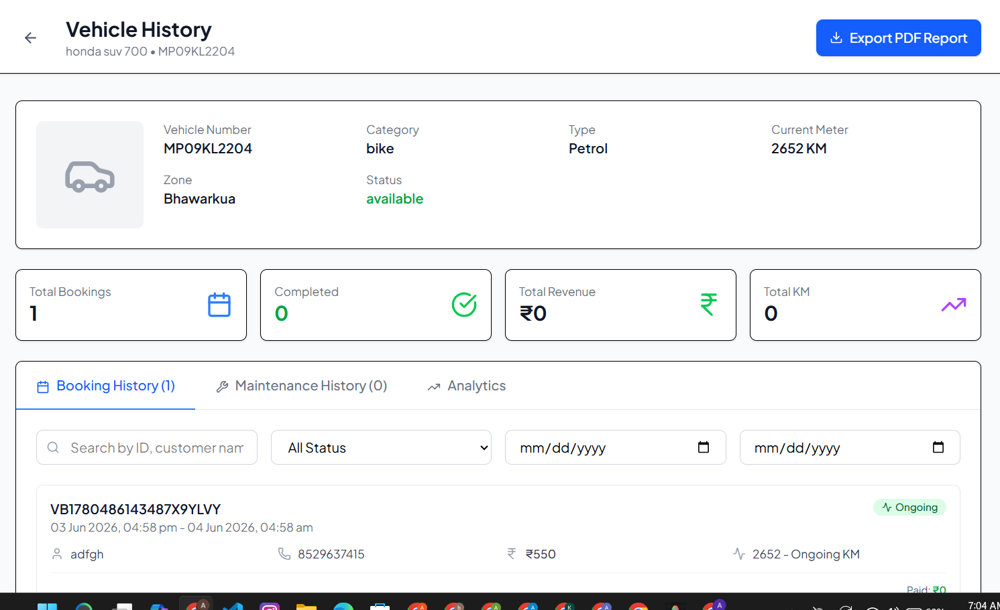 Vehicle History
honda suv 700 • MP09KL2204
Export PDF Report
Vehicle Number
MP09KL2204
Category
bike
Type
Petrol
Current Meter
2652 KM
Zone
Bhawarkua
Status
available
Total Bookings
1
Completed
0
Total Revenue
₹0
Total KM
0
Booking History (1)
Maintenance History (0)
Analytics
Search by ID, customer nam
All Status
mm/dd/yyyy
mm/dd/yyyy
VB1780486143487X9YLVY
Ongoing
03 Jun 2026, 04:58 pm - 04 Jun 2026, 04:58 am
adfgh
8529637415
₹550
2652 - Ongoing KM
Paid: ₹0
7:04 AM